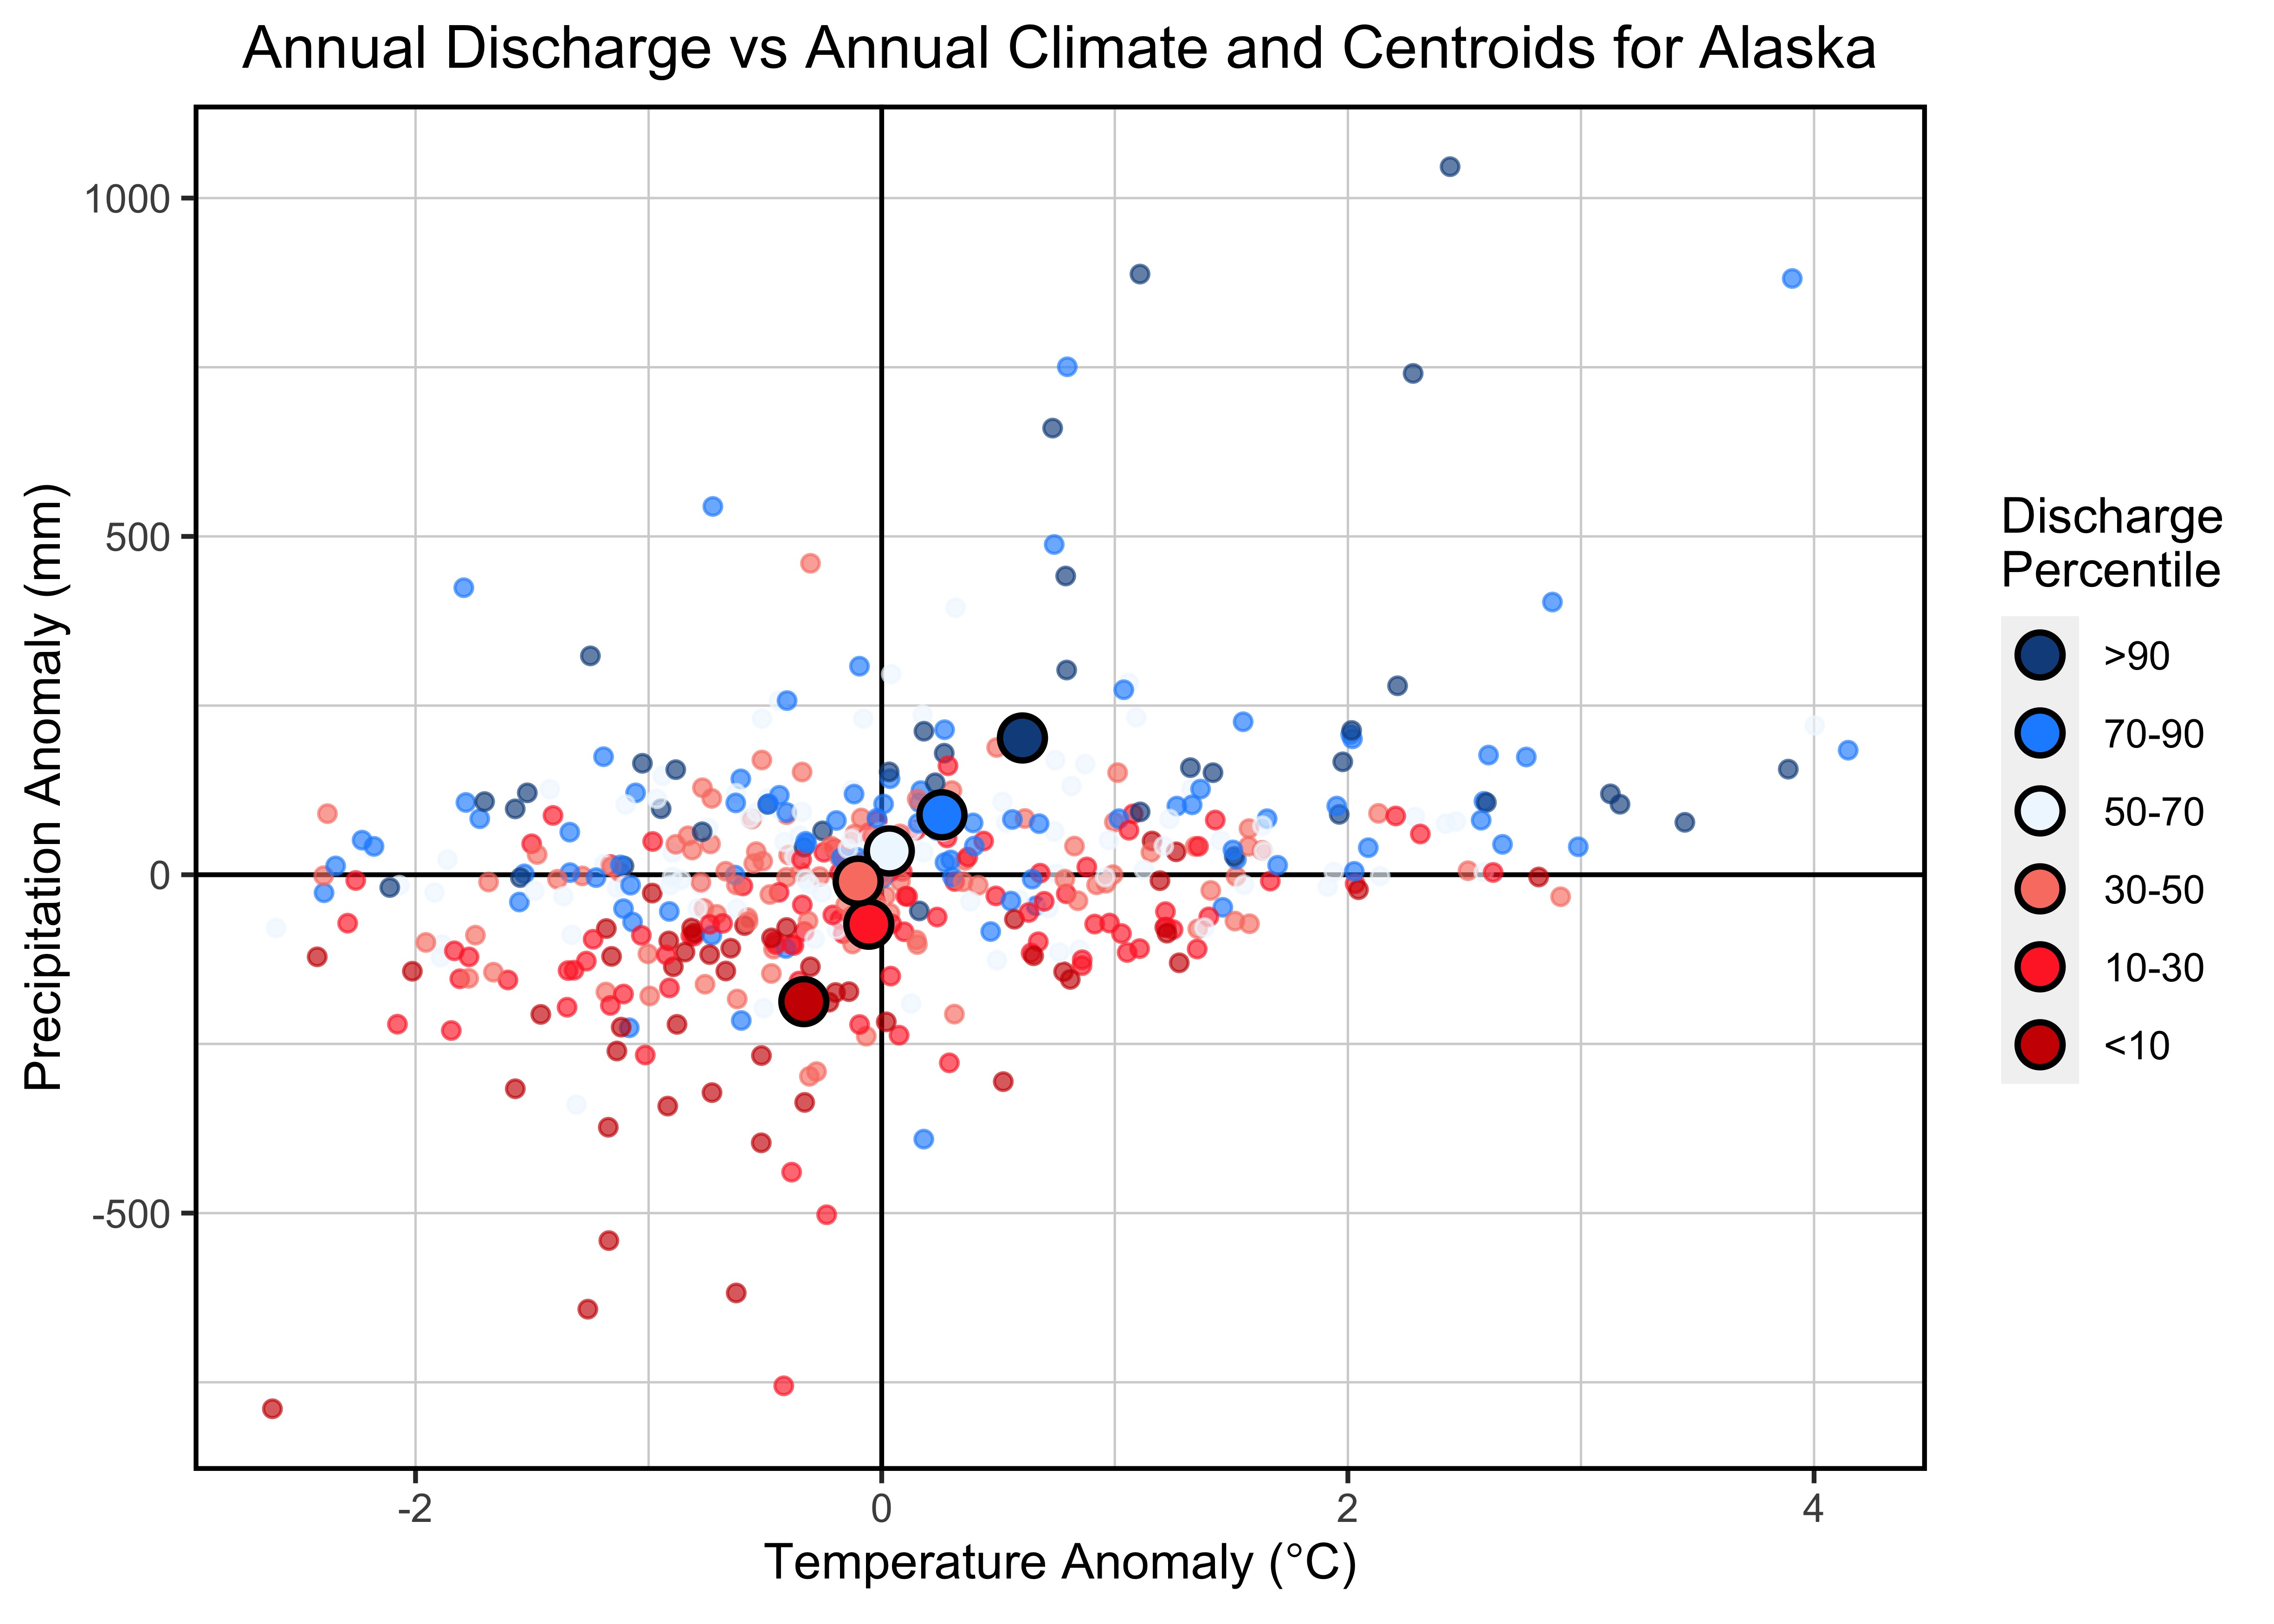 Annual Discharge vs Annual Climate and Centroids for Alaska
Precipitation Anomaly (mm)
1000
500
0
-500
-2
0
2
4
Temperature Anomaly (°C)
Discharge
Percentile
>90
70-90
50-70
30-50
10-30
<10